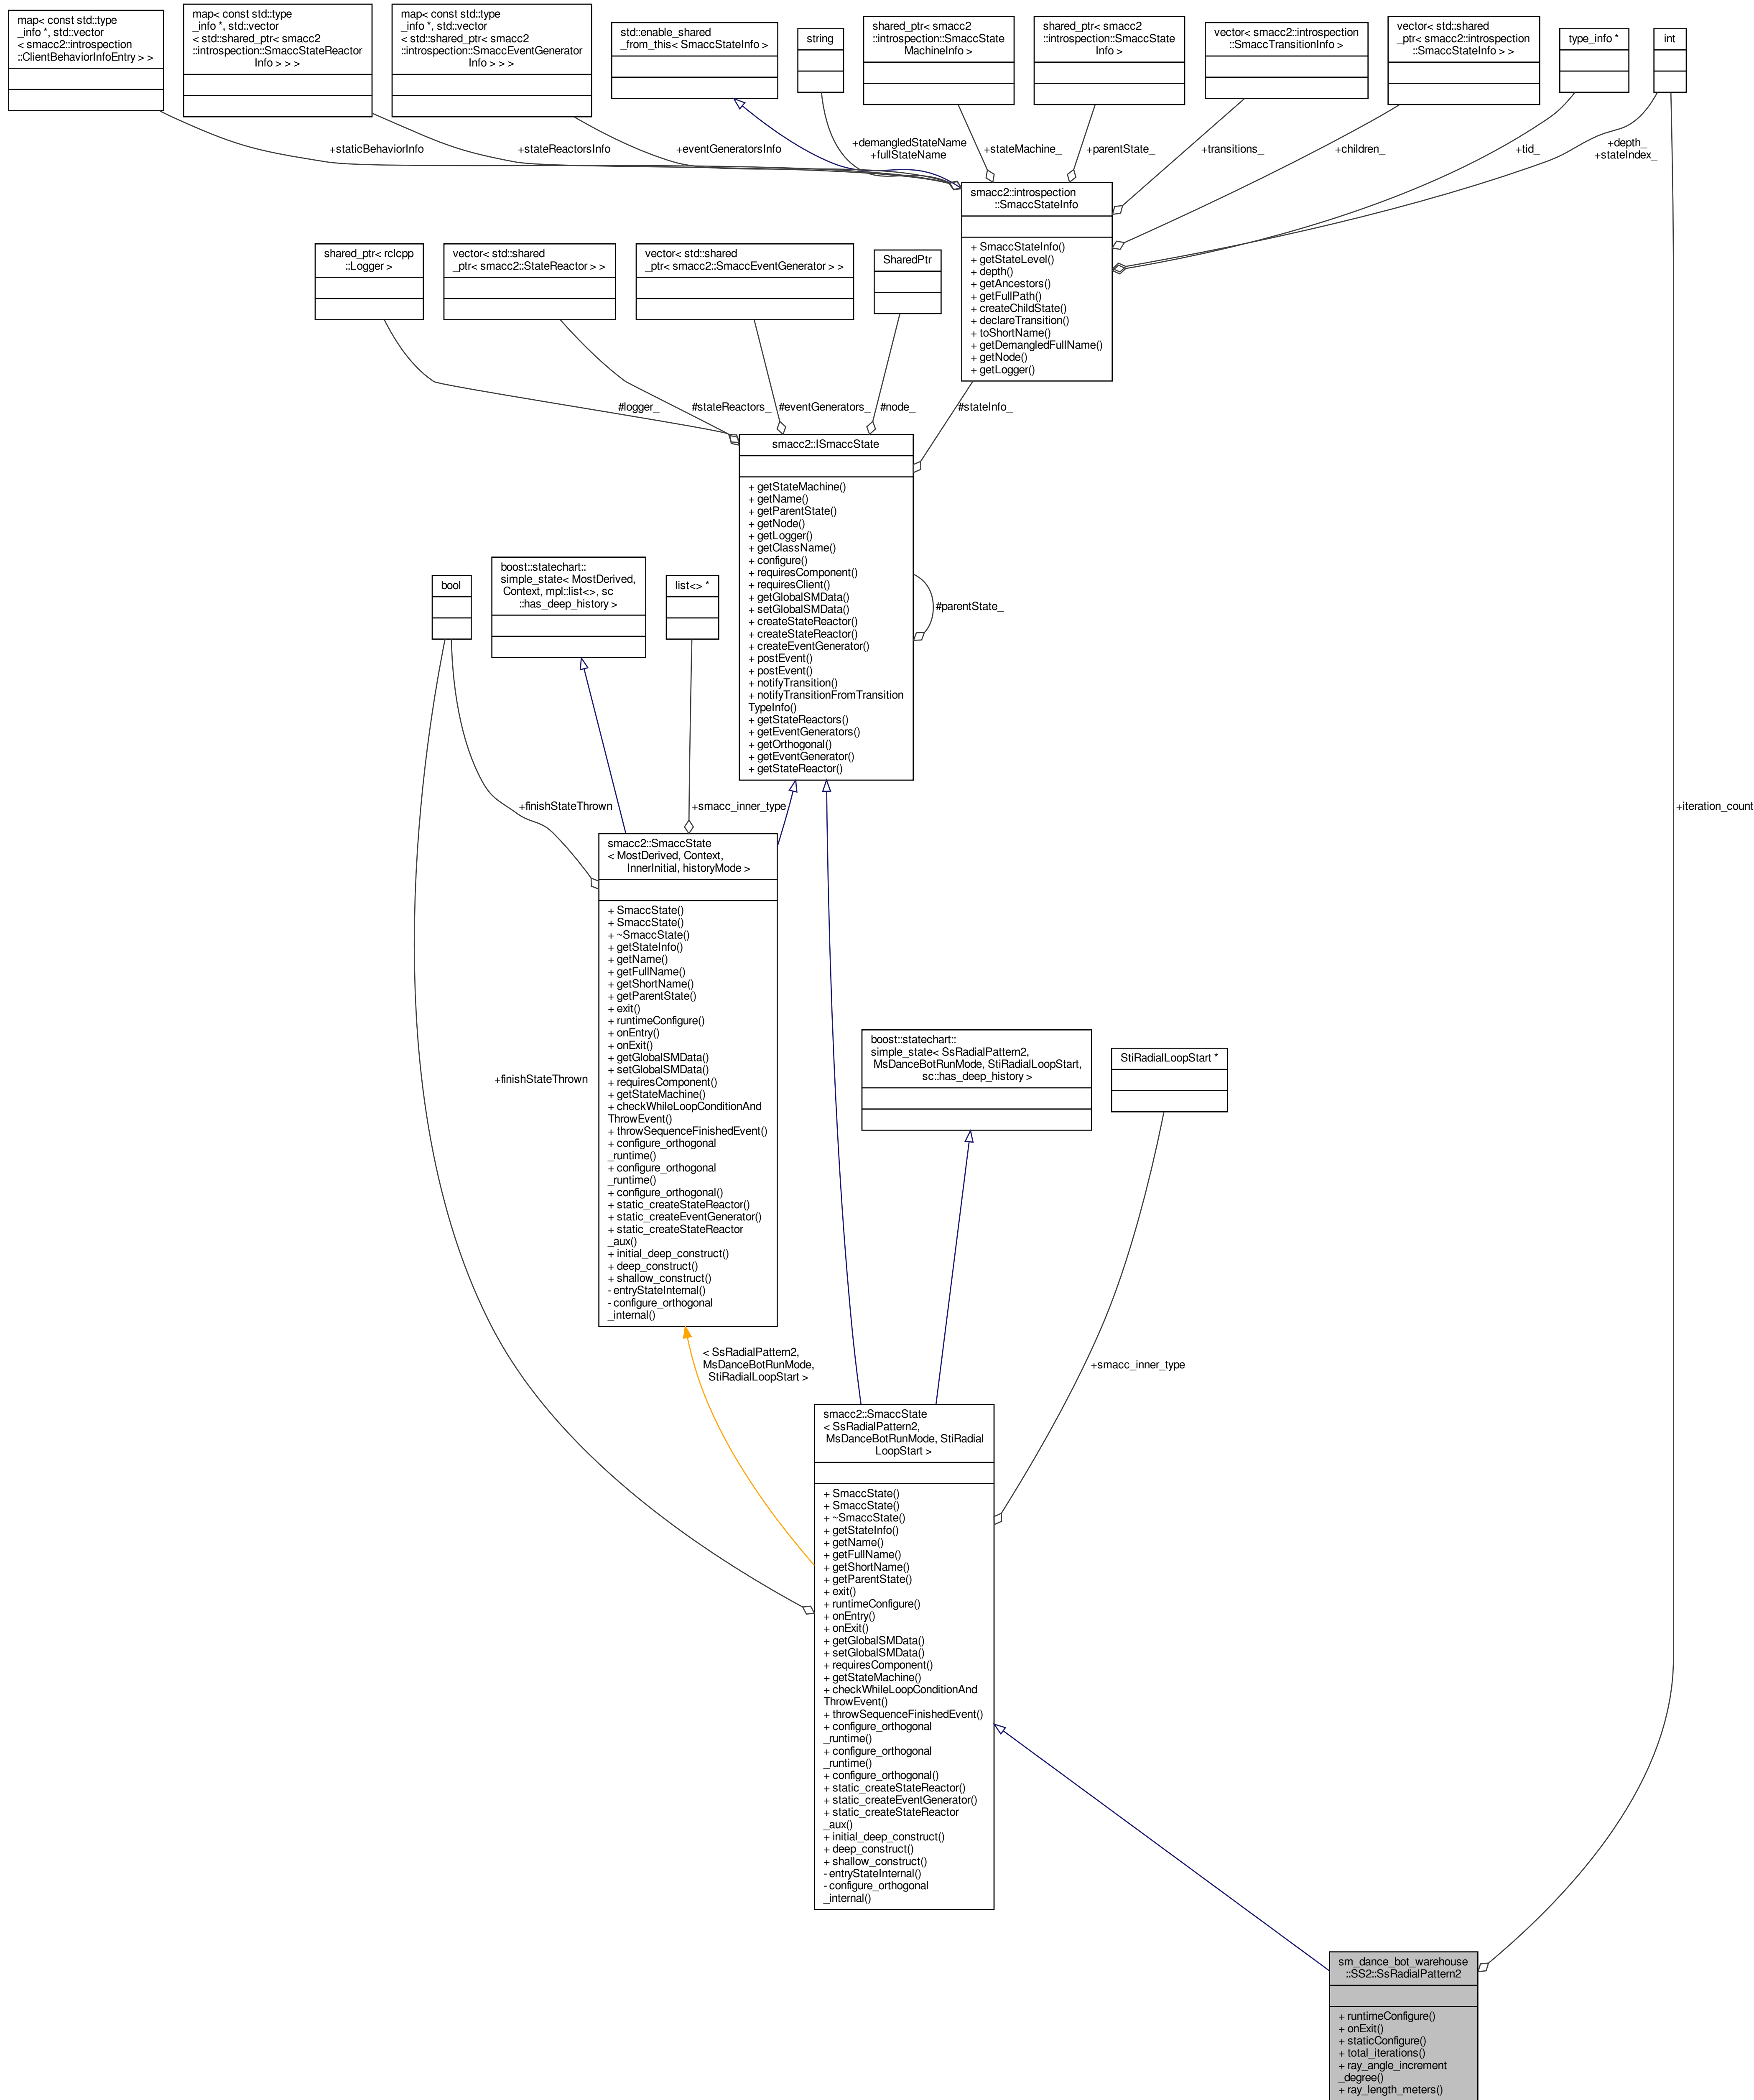 map< const std::type
_info *, std::vector
< smacc2::introspection
::ClientBehaviorInfoEntry > >
map< const std::type
_info *, std::vector
< std::shared_ptr< smacc2
::introspection::SmaccStateReactor
Info > > >
map< const std::type
_info *, std::vector
< std::shared_ptr< smacc2
::introspection::SmaccEventGenerator
Info > > >
std::enable_shared
_from_this< SmaccStateInfo >
string
shared_ptr< smacc2
::introspection::SmaccState
MachineInfo >
shared_ptr< smacc2
::introspection::SmaccState
Info >
vector< smacc2::introspection
::SmaccTransitionInfo >
vector< std::shared
_ptr< smacc2::introspection
::SmaccStateInfo > >
type_info *
int
+staticBehaviorInfo
+stateReactorsInfo
+eventGeneratorsInfo
+demangledStateName
+fullStateName
+stateMachine_
+parentState_
+transitions_
+children_
+tid_
+depth_
+stateIndex_
smacc2::introspection
::SmaccStateInfo
+ SmaccStateInfo()
+ getStateLevel()
+ depth()
+ getAncestors()
+ getFullPath()
+ createChildState()
+ declareTransition()
+ toShortName()
+ getDemangledFullName()
+ getNode()
+ getLogger()
shared_ptr< rclcpp
::Logger >
vector< std::shared
_ptr< smacc2::StateReactor > >
vector< std::shared
_ptr< smacc2::SmaccEventGenerator > >
SharedPtr
#logger_
#stateReactors_
#eventGenerators_
#node_
#stateInfo_
smacc2::ISmaccState
+ getStateMachine()
+ getName()
+ getParentState()
+ getNode()
+ getLogger()
+ getClassName()
+ configure()
+ requiresComponent()
+ requiresClient()
+ getGlobalSMData()
+ setGlobalSMData()
+ createStateReactor()
+ createStateReactor()
+ createEventGenerator()
+ postEvent()
+ postEvent()
+ notifyTransition()
+ notifyTransitionFromTransition
TypeInfo()
+ getStateReactors()
+ getEventGenerators()
+ getOrthogonal()
+ getEventGenerator()
+ getStateReactor()
#parentState_
bool
boost::statechart::
simple_state< MostDerived,
Context, mpl::list<>, sc
::has_deep_history >
list<> *
+finishStateThrown
+smacc_inner_type
+iteration_count
smacc2::SmaccState
< MostDerived, Context,
InnerInitial, historyMode >
+ SmaccState()
+ SmaccState()
+ ~SmaccState()
+ getStateInfo()
+ getName()
+ getFullName()
+ getShortName()
+ getParentState()
+ exit()
+ runtimeConfigure()
+ onEntry()
+ onExit()
+ getGlobalSMData()
+ setGlobalSMData()
+ requiresComponent()
+ getStateMachine()
+ checkWhileLoopConditionAnd
ThrowEvent()
+ throwSequenceFinishedEvent()
+ configure_orthogonal
_runtime()
+ configure_orthogonal
_runtime()
+ configure_orthogonal()
+ static_createStateReactor()
+ static_createEventGenerator()
+ static_createStateReactor
_aux()
+ initial_deep_construct()
+ deep_construct()
+ shallow_construct()
- entryStateInternal()
- configure_orthogonal
_internal()
+finishStateThrown
boost::statechart::
simple_state< SsRadialPattern2,
MsDanceBotRunMode, StiRadialLoopStart,
sc::has_deep_history >
StiRadialLoopStart *
< SsRadialPattern2,
MsDanceBotRunMode,
StiRadialLoopStart >
+smacc_inner_type
smacc2::SmaccState
< SsRadialPattern2,
MsDanceBotRunMode, StiRadial
LoopStart >
+ SmaccState()
+ SmaccState()
+ ~SmaccState()
+ getStateInfo()
+ getName()
+ getFullName()
+ getShortName()
+ getParentState()
+ exit()
+ runtimeConfigure()
+ onEntry()
+ onExit()
+ getGlobalSMData()
+ setGlobalSMData()
+ requiresComponent()
+ getStateMachine()
+ checkWhileLoopConditionAnd
ThrowEvent()
+ throwSequenceFinishedEvent()
+ configure_orthogonal
_runtime()
+ configure_orthogonal
_runtime()
+ configure_orthogonal()
+ static_createStateReactor()
+ static_createEventGenerator()
+ static_createStateReactor
_aux()
+ initial_deep_construct()
+ deep_construct()
+ shallow_construct()
- entryStateInternal()
- configure_orthogonal
_internal()
sm_dance_bot_warehouse
::SS2::SsRadialPattern2
+ runtimeConfigure()
+ onExit()
+ staticConfigure()
+ total_iterations()
+ ray_angle_increment
_degree()
+ ray_length_meters()